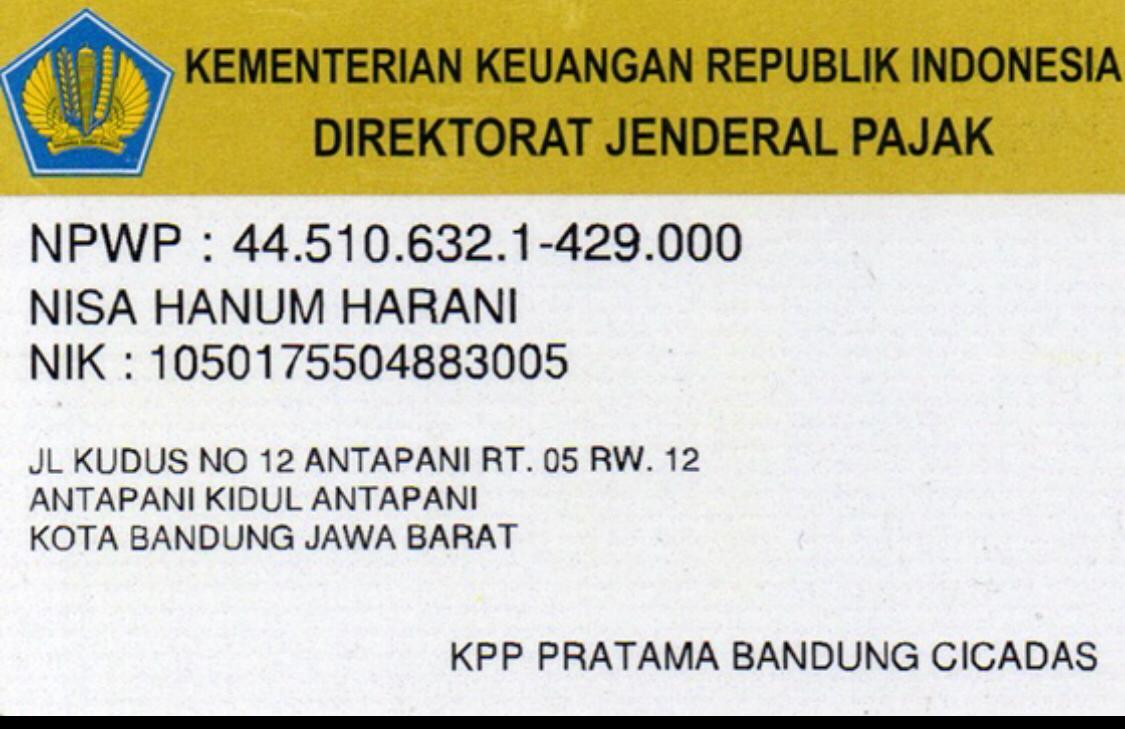 KEMENTERIAN KEUANGAN REPUBLIK INDONESIA
DIREKTORAT JENDERAL PAJAK
NPWP : 44.510.632.1-429.000
NISA HANUM HARANI
NIK : 1050175504883005
JL KUDUS NO 12 ANTAPANI RT. 05 RW. 12
ANTAPANI KIDUL ANTAPANI
KOTA BANDUNG JAWA BARAT
KPP PRATAMA BANDUNG CICADAS